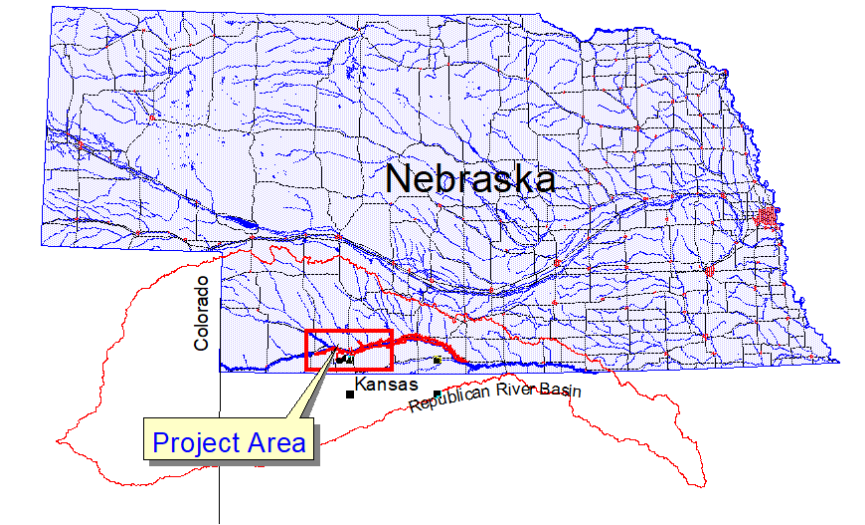 Nebraska
Colorado
Kansas
Republican River Basin
Project Area